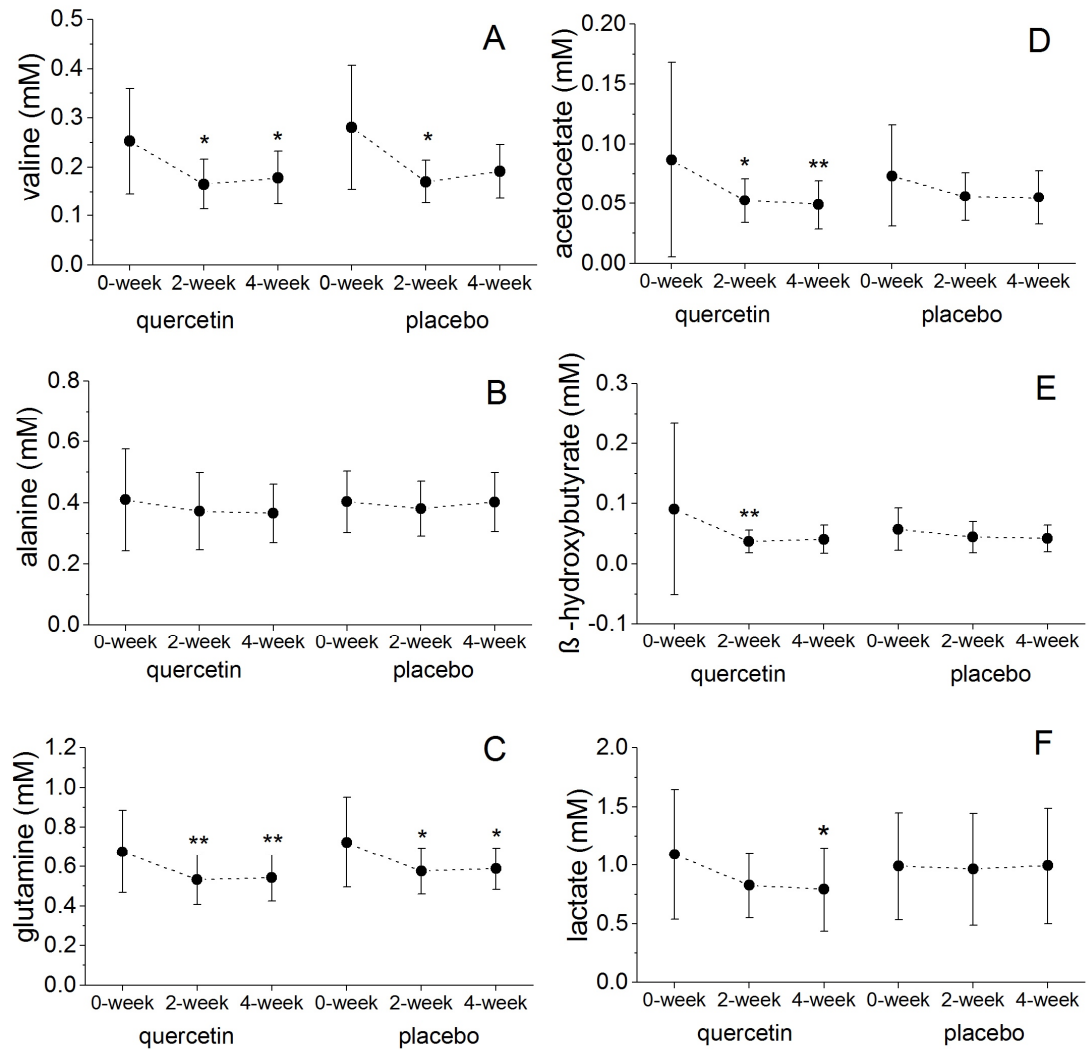 A
valine (mM)
0.5
0.4
0.3
0.2
0.1
0.0
* * *
0-week 2-week 4-week 0-week 2-week 4-week
quercetin placebo
D
acetoacetate (mM)
0.20
0.15
0.10
0.05
0.00
* **
0-week 2-week 4-week 0-week 2-week 4-week
quercetin placebo
B
alanine (mM)
0.8
0.6
0.4
0.2
0.0
0-week 2-week 4-week 0-week 2-week 4-week
quercetin placebo
E
ß -hydroxybutyrate (mM)
0.3
0.2
0.1
0.0
-0.1
**
0-week 2-week 4-week 0-week 2-week 4-week
quercetin placebo
C
glutamine (mM)
1.2
1.0
0.8
0.6
0.4
0.2
0.0
** ** * *
0-week 2-week 4-week 0-week 2-week 4-week
quercetin placebo
F
lactate (mM)
2.0
1.5
1.0
0.5
0.0
*
0-week 2-week 4-week 0-week 2-week 4-week
quercetin placebo